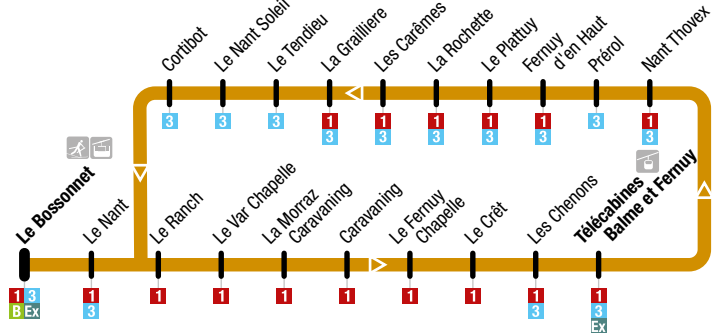 Cortibot
Le Nant Soleil
Le Tendieu
La Grailliere
Les Carêmes
La Rochette
Le Plattuy
Fernuy
d'en Haut
Prérol
Nant Thovex
3
3
3
1
3
1
3
1
3
1
3
1
3
3
1
3
Le Bossonnet
Le Nant
Le Ranch
Le Var Chapelle
La Morraz
Caravaning
Caravaning
Le Fernuy
Chapelle
Le Crêt
Les Chenons
Télécabines
Balme et Fernuy
1 3
B Ex
1
3
1
1
1
1
1
1
1
3
1
3
Ex